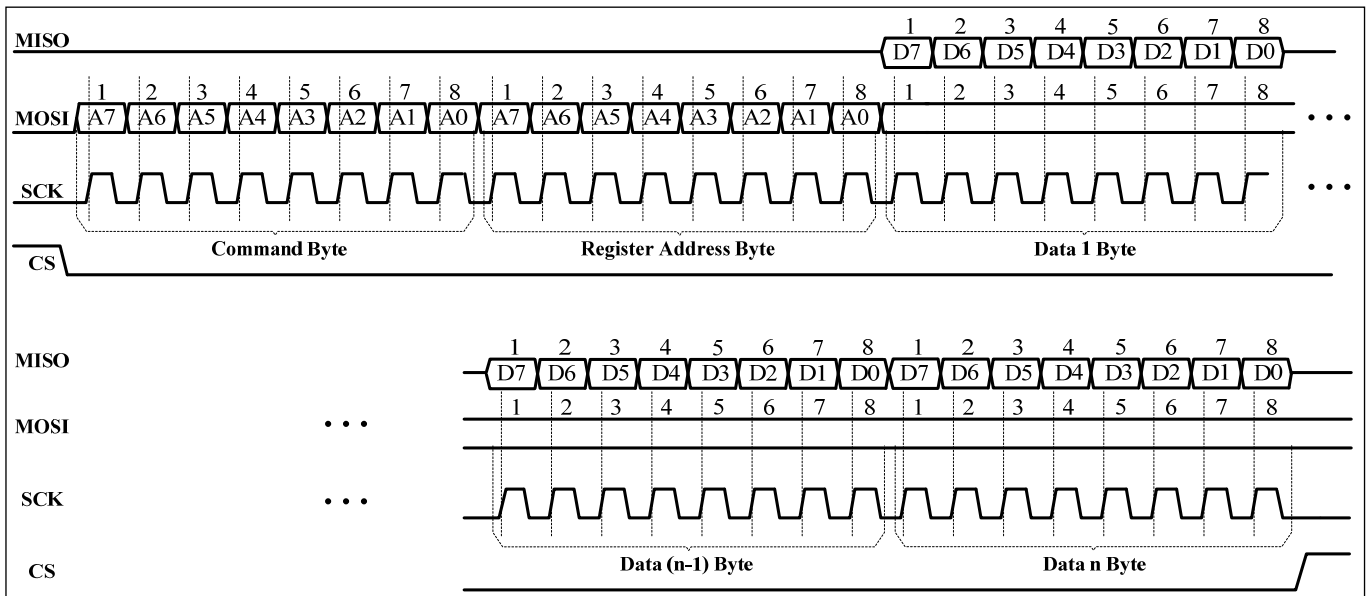 1 2 3 4 5 6 7 8
MISO D7 D6 D5 D4 D3 D2 D1 D0
1 2 3 4 5 6 7 8 1 2 3 4 5 6 7 8
MOSI A7 A6 A5 A4 A3 A2 A1 A0 A7 A6 A5 A4 A3 A2 A1 A0 1 2 3 4 5 6 7 8 • • •
SCK • • •
Command Byte Register Address Byte Data 1 Byte
CS
1 2 3 4 5 6 7 8 1 2 3 4 5 6 7 8
MISO D7 D6 D5 D4 D3 D2 D1 D0 D7 D6 D5 D4 D3 D2 D1 D0
1 2 3 4 5 6 7 8 1 2 3 4 5 6 7 8
MOSI • • •
SCK • • •
Data (n-1) Byte Data n Byte
CS